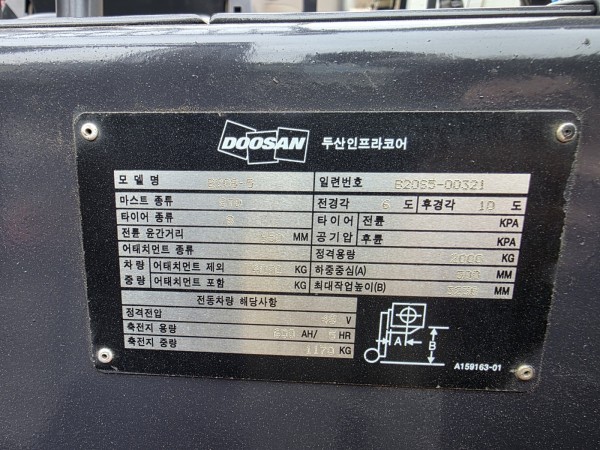 DOOSAN 두산인프라코어
모 델 명 B20S-5 일련번호 B20S5-00321
마스트 종류 전경각 6 도 후경각 10 도
타이어 종류 타 이 어 전륜 KPA
전륜 윤간거리 MM 공 기 압 후륜 KPA
어태치먼트 종류 정격용량 2000 KG
차량 어태치먼트 제외 KG 하중중심(A) 500 MM
중량 어태치먼트 포함 KG 최대작업높이(B) MM
전동차량 해당사항
정격전압 48 V
축전지 용량 AH/ 5 HR
축전지 중량 1170 KG
A
B
A159163-01